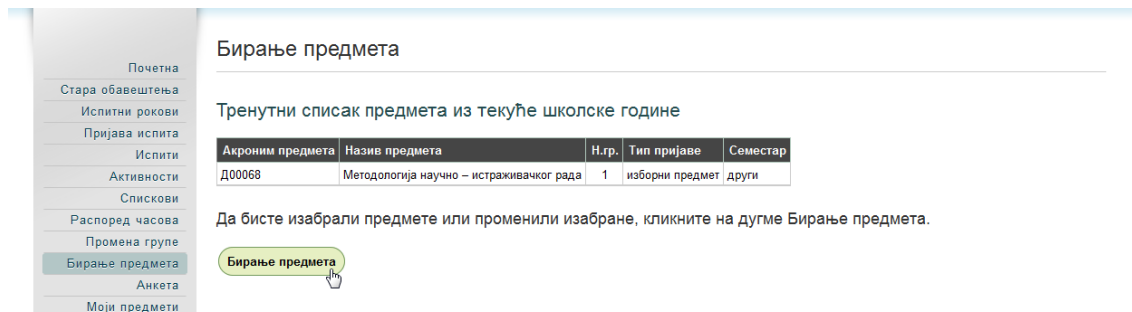 Почетна
Стара обавештења
Испитни рокови
Пријава испита
Испити
Активности
Спискови
Распоред часова
Промена групе
Бирање предмета
Анкета
Моји предмети
Бирање предмета
Тренутни списак предмета из текуће школске године
Акроним предмета Назив предмета Н.гр. Тип пријаве Семестар
Д00068 Методологија научно – истраживачког рада 1 изборни предмет други
Да бисте изабрали предмете или променили изабране, кликните на дугме Бирање предмета.
Бирање предмета